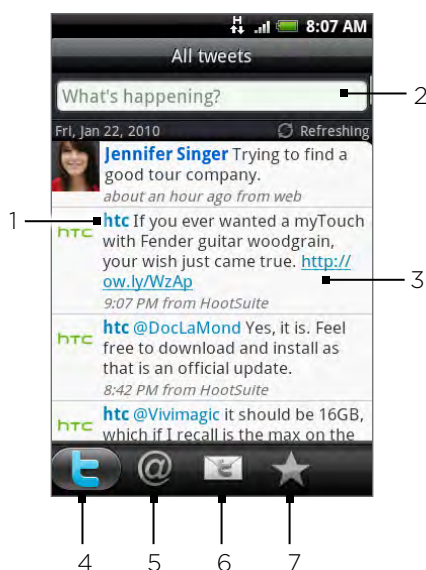 H 8:07 AM
All tweets
What's happening?
2
Fri, Jan 22, 2010 Refreshing
Jennifer Singer Trying to find a
good tour company.
about an hour ago from web
1
hTC htc If you ever wanted a myTouch
with Fender guitar woodgrain,
your wish just came true. http://
ow.ly/WzAp
3
9:07 PM from HootSuite
hTC htc @DocLaMond Yes, it is. Feel
free to download and install as
that is an official update.
8:42 PM from HootSuite
hTC htc @Vivimagic it should be 16GB,
which if I recall is the max on the
t @ t
4 5 6 7